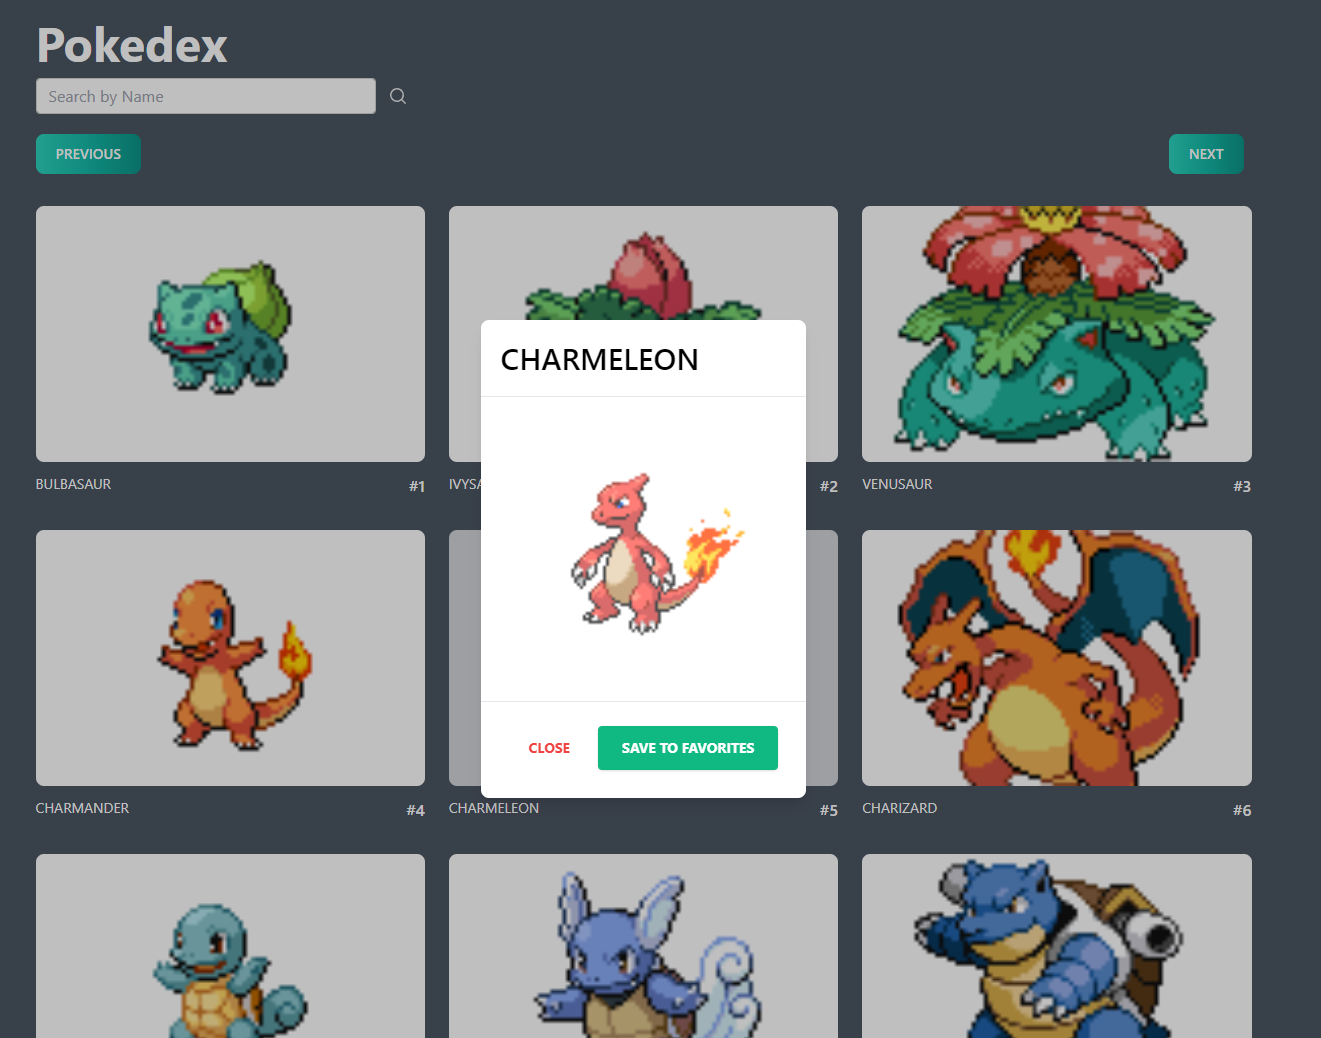 Pokedex
Search by Name
PREVIOUS
NEXT
CHARMELEON
BULBASAUR
#1
IVYSA
#2
VENUSAUR
#3
CLOSE
SAVE TO FAVORITES
CHARMANDER
#4
CHARMELEON
#5
CHARIZARD
#6